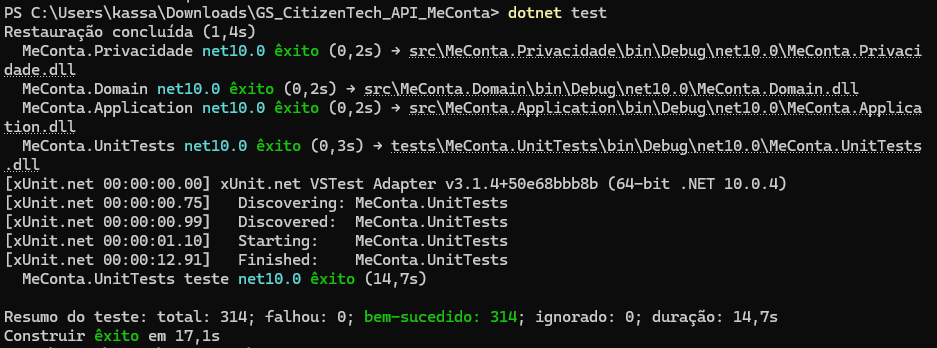 PS C:\Users\kassa\Downloads\GS_CitizenTech_API_MeConta> dotnet test
Restauração concluída (1,4s)
  MeConta.Privacidade net10.0 êxito (0,2s) → src\MeConta.Privacidade\bin\Debug\net10.0\MeConta.Privaci
dade.dll
  MeConta.Domain net10.0 êxito (0,2s) → src\MeConta.Domain\bin\Debug\net10.0\MeConta.Domain.dll
  MeConta.Application net10.0 êxito (0,2s) → src\MeConta.Application\bin\Debug\net10.0\MeConta.Applica
tion.dll
  MeConta.UnitTests net10.0 êxito (0,3s) → tests\MeConta.UnitTests\bin\Debug\net10.0\MeConta.UnitTests
.dll
[xUnit.net 00:00:00.00] xUnit.net VSTest Adapter v3.1.4+50e68bbb8b (64-bit .NET 10.0.4)
[xUnit.net 00:00:00.75]   Discovering: MeConta.UnitTests
[xUnit.net 00:00:00.99]   Discovered:  MeConta.UnitTests
[xUnit.net 00:00:01.10]   Starting:    MeConta.UnitTests
[xUnit.net 00:00:12.91]   Finished:    MeConta.UnitTests
  MeConta.UnitTests teste net10.0 êxito (14,7s)

Resumo do teste: total: 314; falhou: 0; bem-sucedido: 314; ignorado: 0; duração: 14,7s
Construir êxito em 17,1s